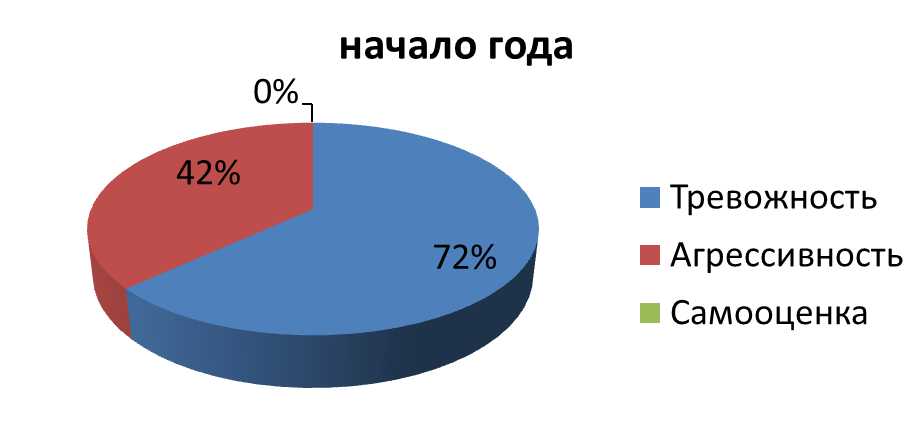 начало года
0%
42%
72%
Тревожность
Агрессивность
Самооценка